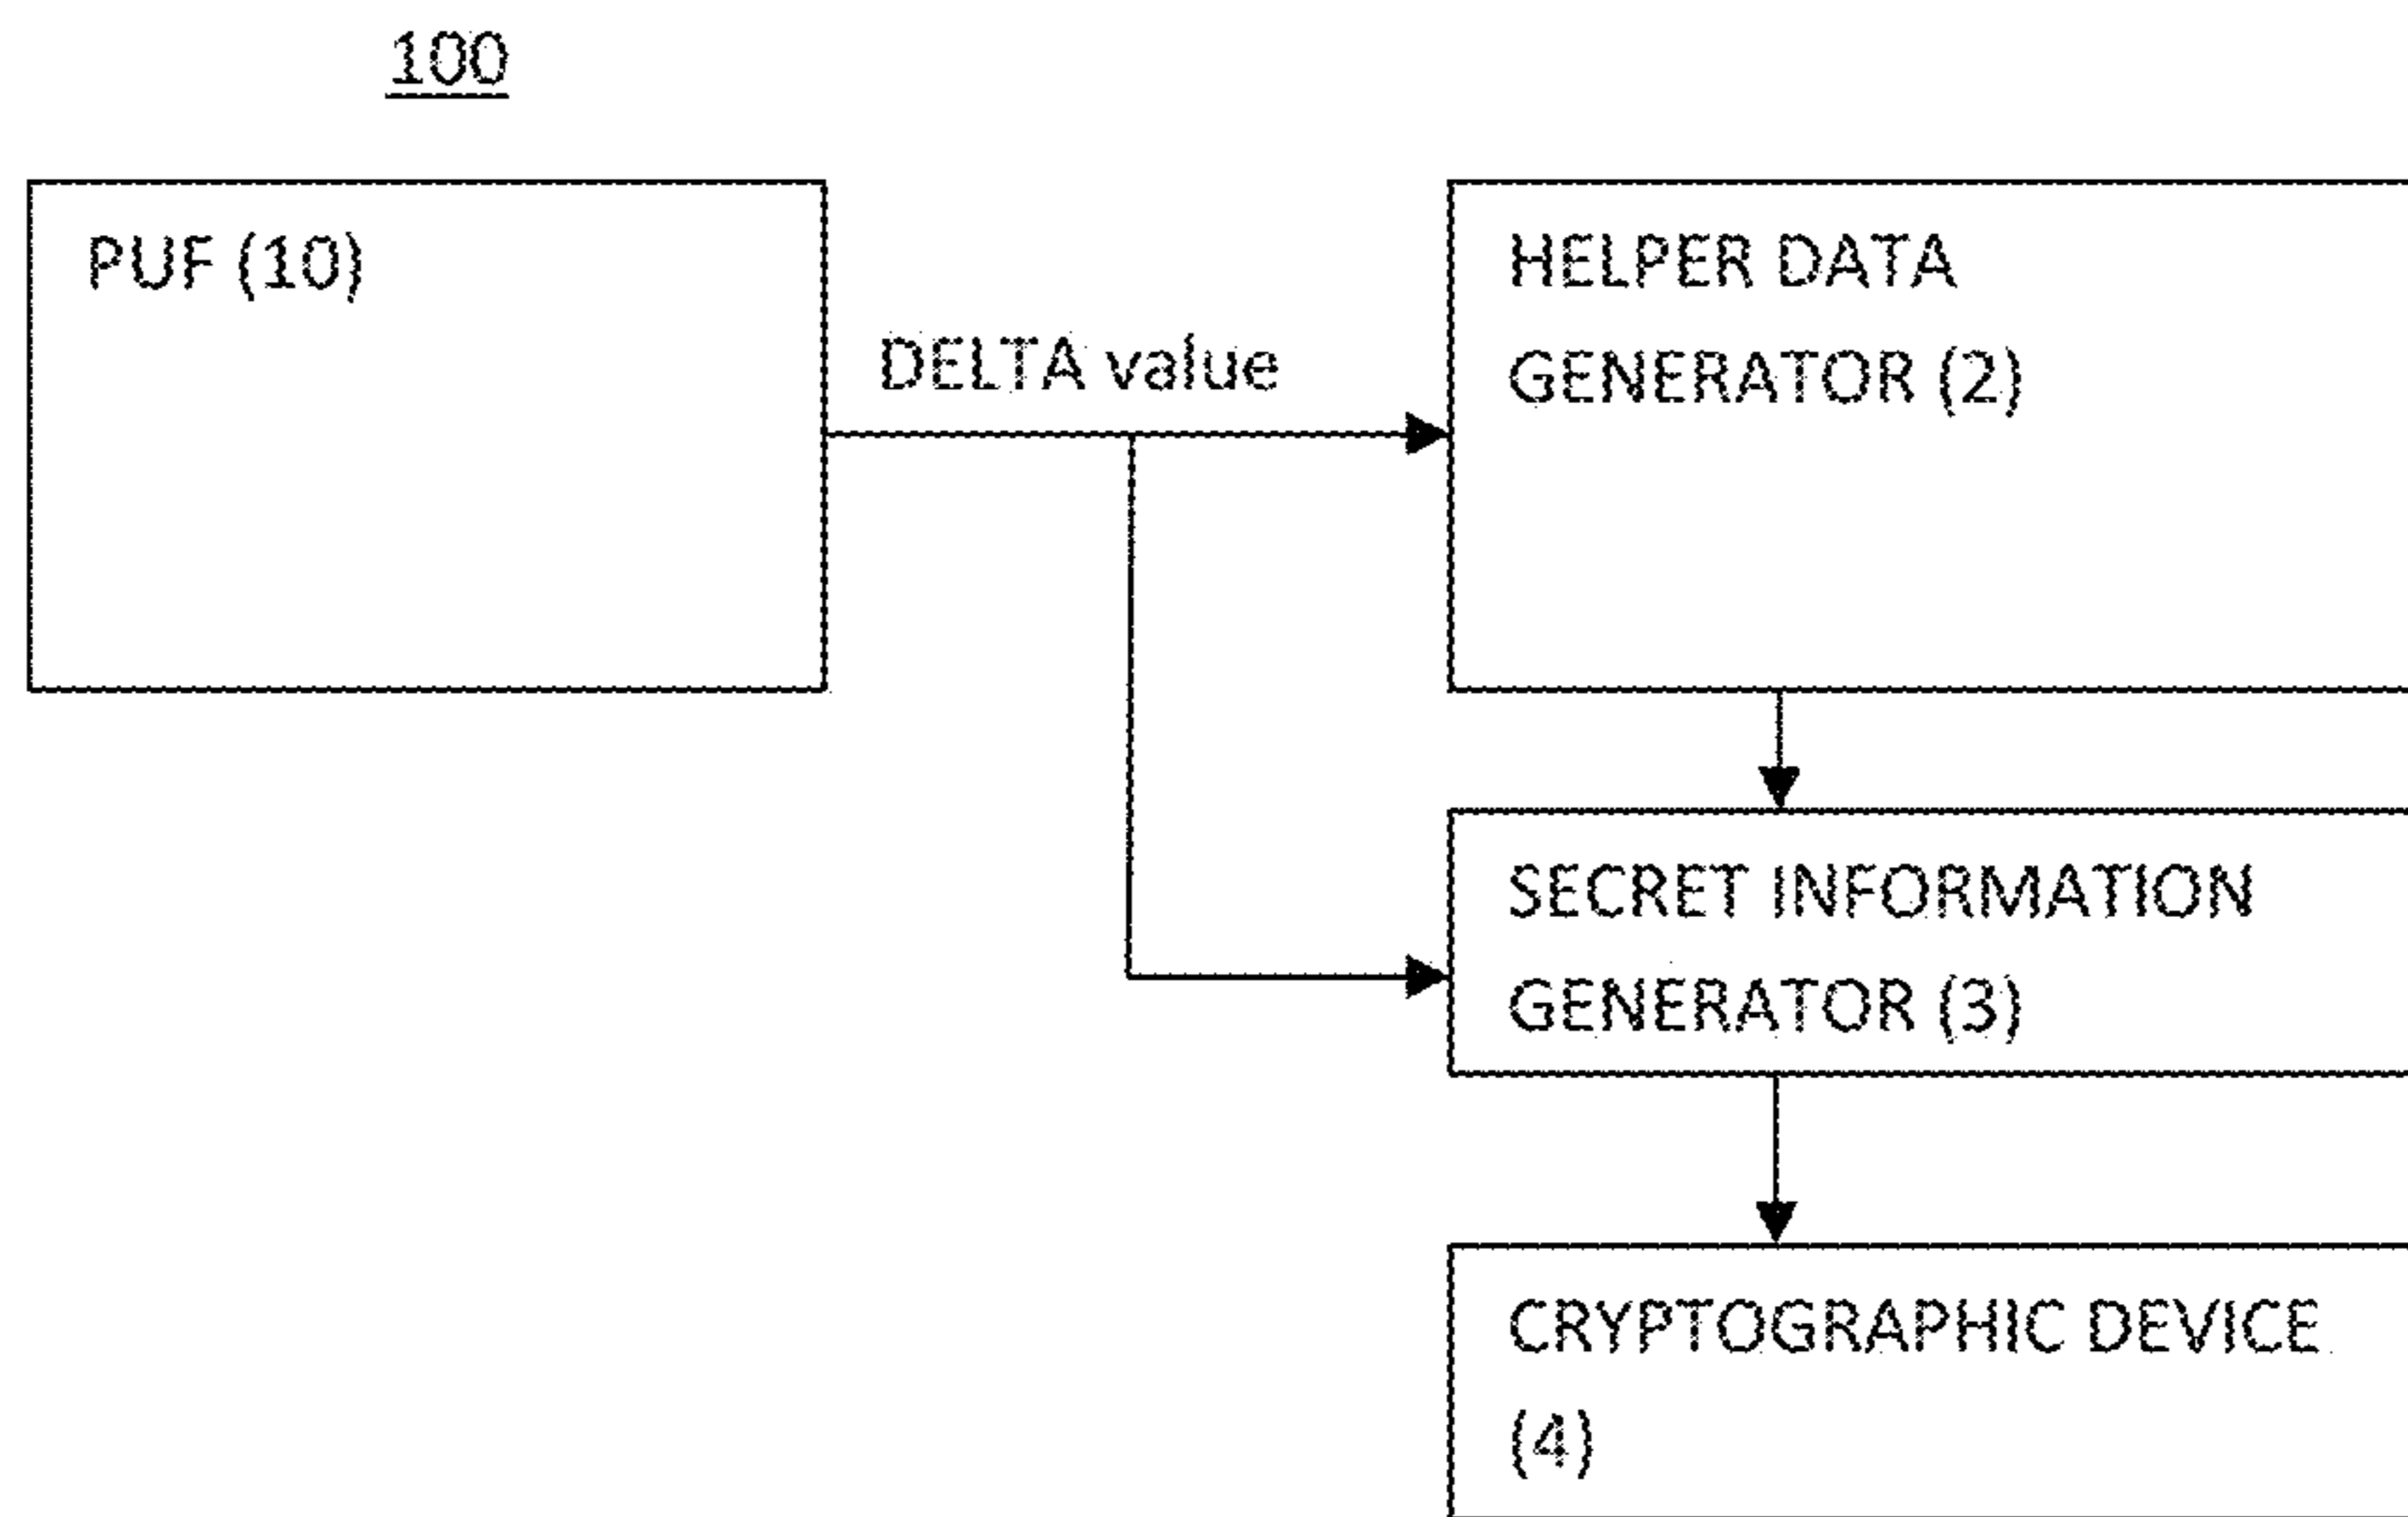 100
PUF (10)
DELTA value
HELPER DATA
GENERATOR (2)
SECRET INFORMATION
GENERATOR (3)
CRYPTOGRAPHIC DEVICE
(4)